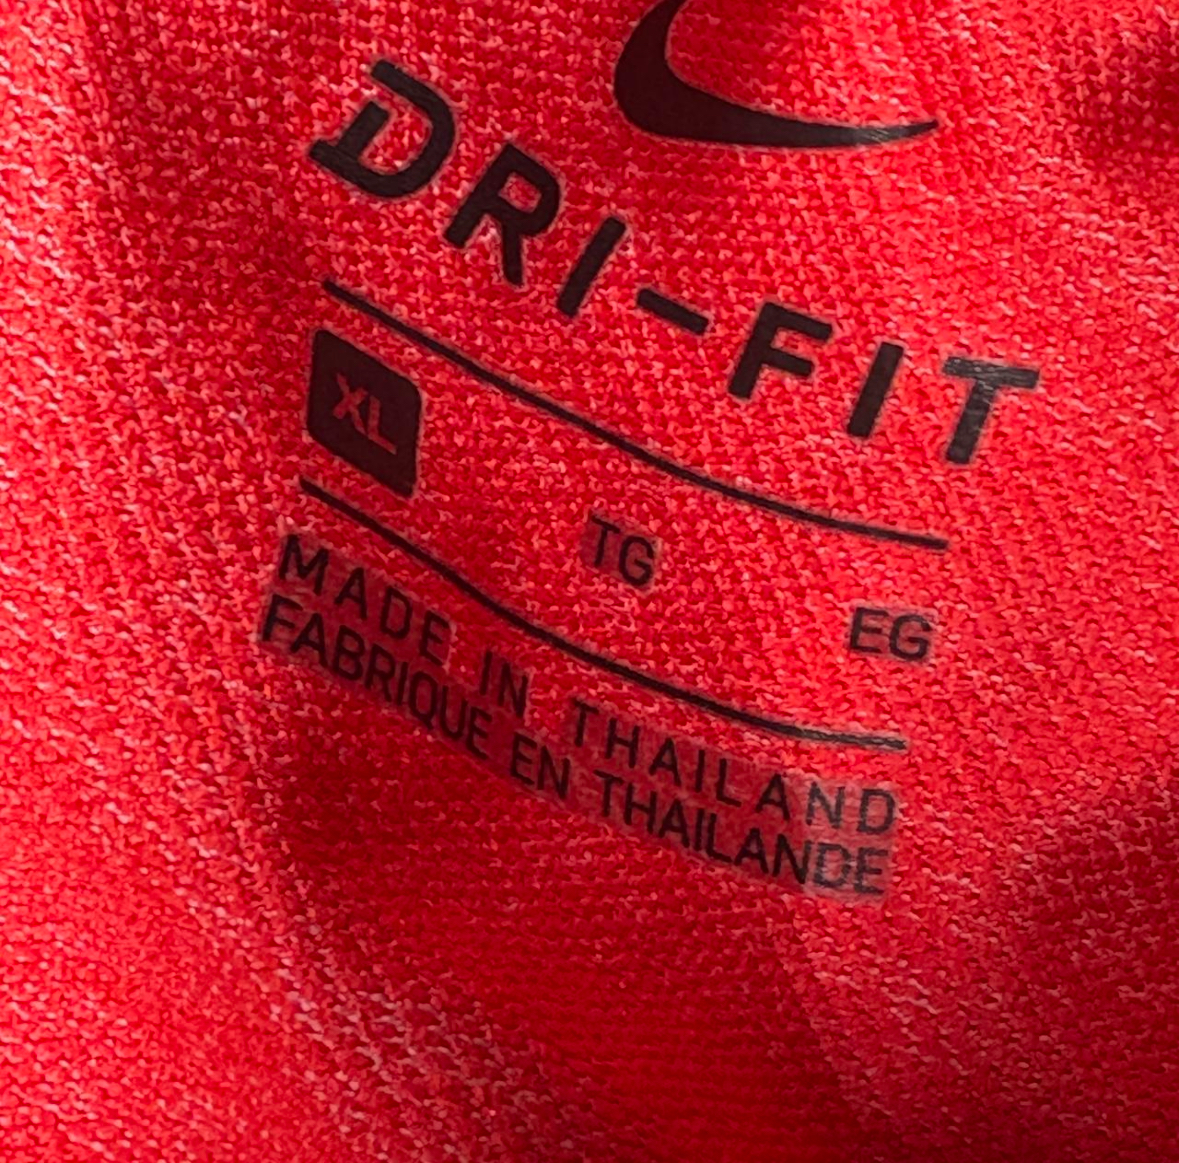 DRI-FIT
XL TG EG
MADE IN THAILAND
FABRIQUE EN THAILANDE